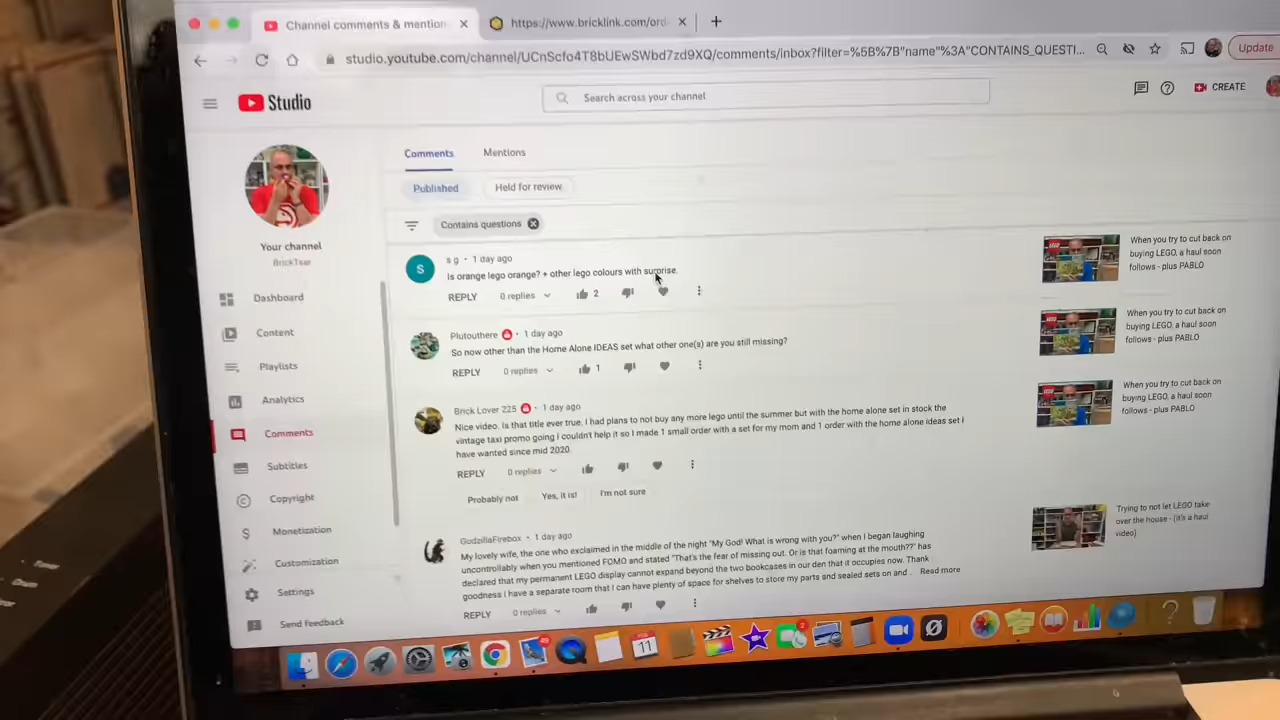 Channel comments & mention
https://www.bricklink.com/ord
studio.youtube.com/channel/UCnScfo4T8bUEwSWbd7zd9XQ/comments/inbox?filter=%5B%7B"name"%3A"CONTAINS_QUESTI...
Update
Studio
Search across your channel
CREATE
Your channel
BrickTsar
Dashboard
Content
Playlists
Analytics
Comments
Subtitles
Copyright
Monetization
Customization
Settings
Send feedback
Comments Mentions
Published Held for review
Contains questions
S
s g • 1 day ago
Is orange lego orange? + other lego colours with surprise.
REPLY 0 replies 2
When you try to cut back on
buying LEGO, a haul soon
follows - plus PABLO
Plutouthere • 1 day ago
So now other than the Home Alone IDEAS set what other one(s) are you still missing?
REPLY 0 replies 1
When you try to cut back on
buying LEGO, a haul soon
follows - plus PABLO
Brick Lover 225 • 1 day ago
Nice video. Is that title ever true. I had plans to not buy any more lego until the summer but with the home alone set in stock the
vintage taxi promo going I couldn't help it so I made 1 small order with a set for my mom and 1 order with the home alone ideas set I
have wanted since mid 2020.
REPLY 0 replies
Probably not Yes, it is! I'm not sure
When you try to cut back on
buying LEGO, a haul soon
follows - plus PABLO
GodzillaFirebox • 1 day ago
My lovely wife, the one who exclaimed in the middle of the night "My God! What is wrong with you?" when I began laughing
uncontrollably when you mentioned FOMO and stated "That's the fear of missing out. Or is that foaming at the mouth??" has
declared that my permanent LEGO display cannot expand beyond the two bookcases in our den that it occupies now. Thank
goodness I have a separate room that I can have plenty of space for shelves to store my parts and sealed sets on and .. Read more
REPLY 0 replies
Trying to not let LEGO take
over the house - (it's a haul
video)
11
2